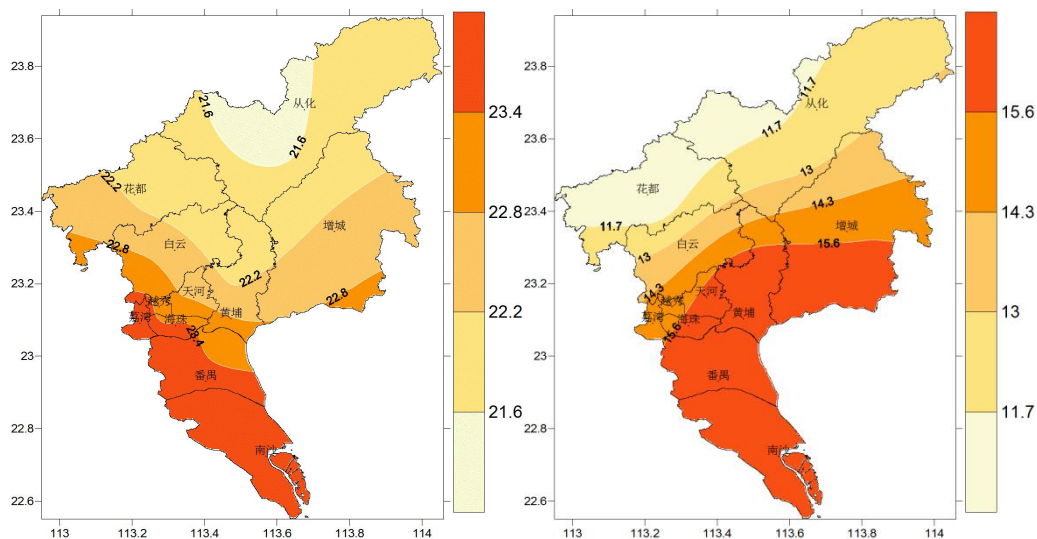 23.8
23.6
23.4
23.2
23
22.8
22.6
113
113.2
113.4
113.6
113.8
114
21.6
21.6
从化
22.2
花都
增城
白云
22.8
22.2
天河
22.8
越秀
荔湾
海珠
黄埔
23.4
番禺
南沙
23.4
22.8
22.2
21.6
23.8
23.6
23.4
23.2
23
22.8
22.6
113
113.2
113.4
113.6
113.8
114
11.7
从化
11.7
13
花都
14.3
11.7
增城
白云
15.6
13
天河
14.3
越秀
荔湾
海珠
黄埔
15.6
番禺
南沙
15.6
14.3
13
11.7